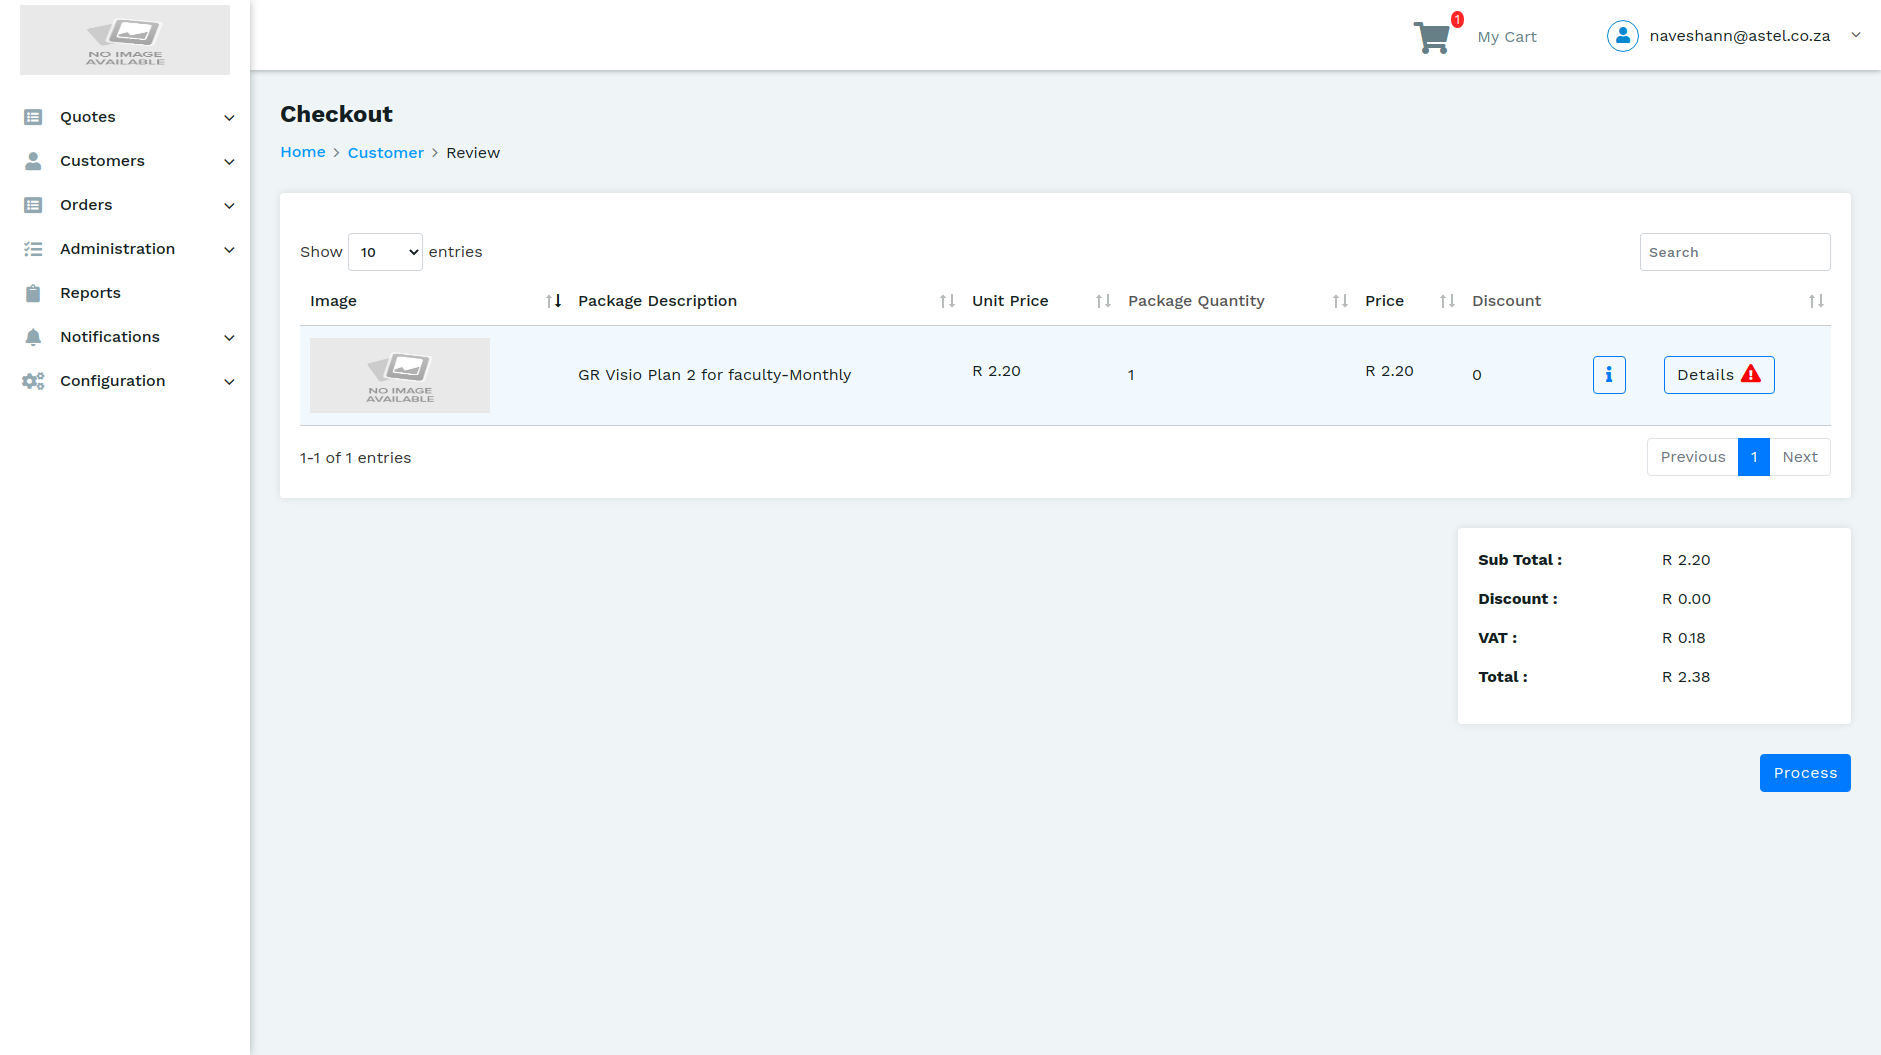 NO IMAGE
AVAILABLE
1
My Cart
naveshann@astel.co.za
Quotes
Customers
Orders
Administration
Reports
Notifications
Configuration
Checkout
Home > Customer > Review
Show 10 entries
Search
Image Package Description Unit Price Package Quantity Price Discount
NO IMAGE
AVAILABLE
GR Visio Plan 2 for faculty-Monthly R 2.20 1 R 2.20 0 i Details
1-1 of 1 entries
Previous 1 Next
Sub Total : R 2.20
Discount : R 0.00
VAT : R 0.18
Total : R 2.38
Process